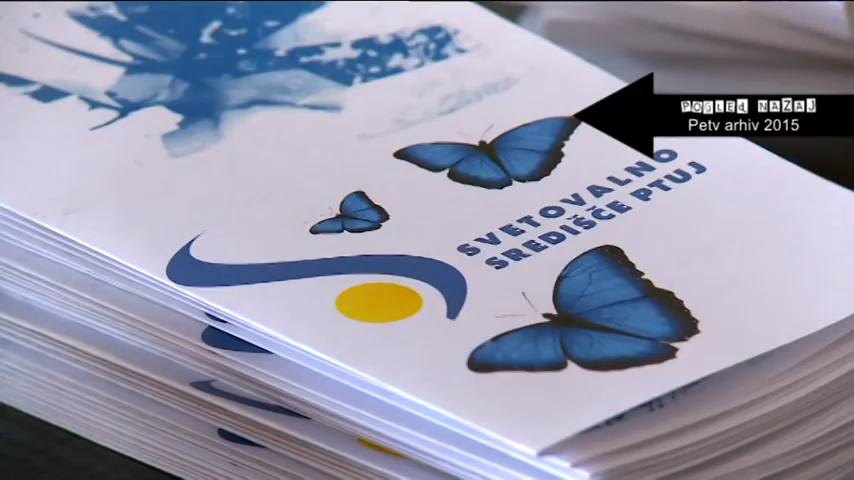 POGLED NAZAJ
Petv arhiv 2015
SVETOVALNO
SREDIŠČE PTUJ